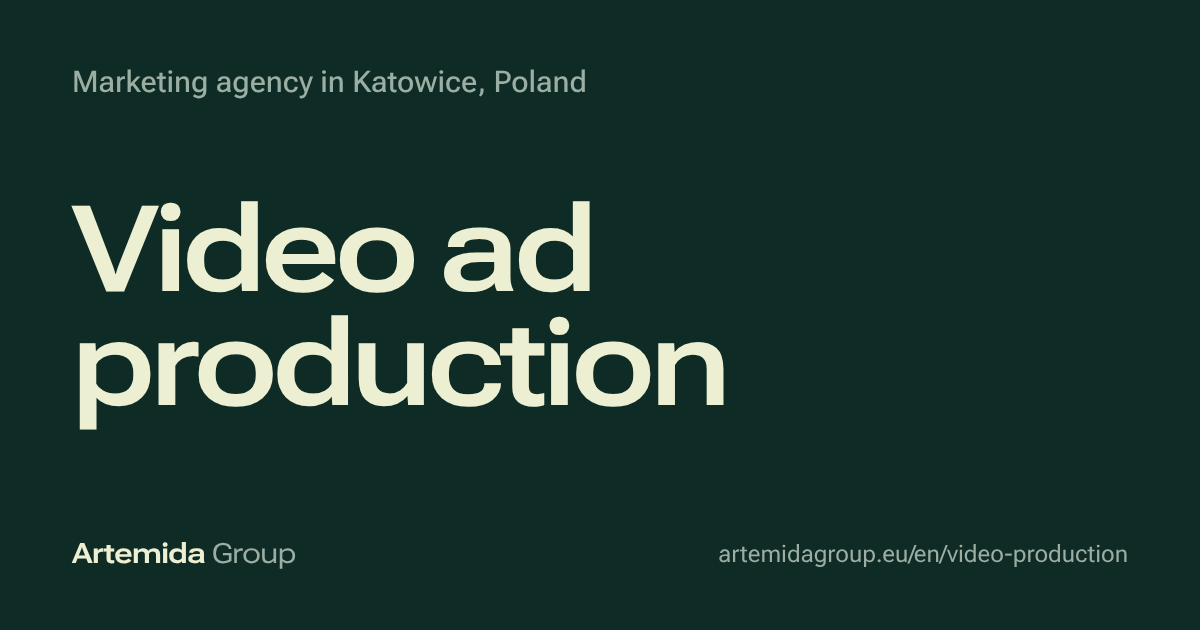 Marketing agency in Katowice, Poland
Video ad
production
Artemida Group
artemidagroup.eu/en/video-production